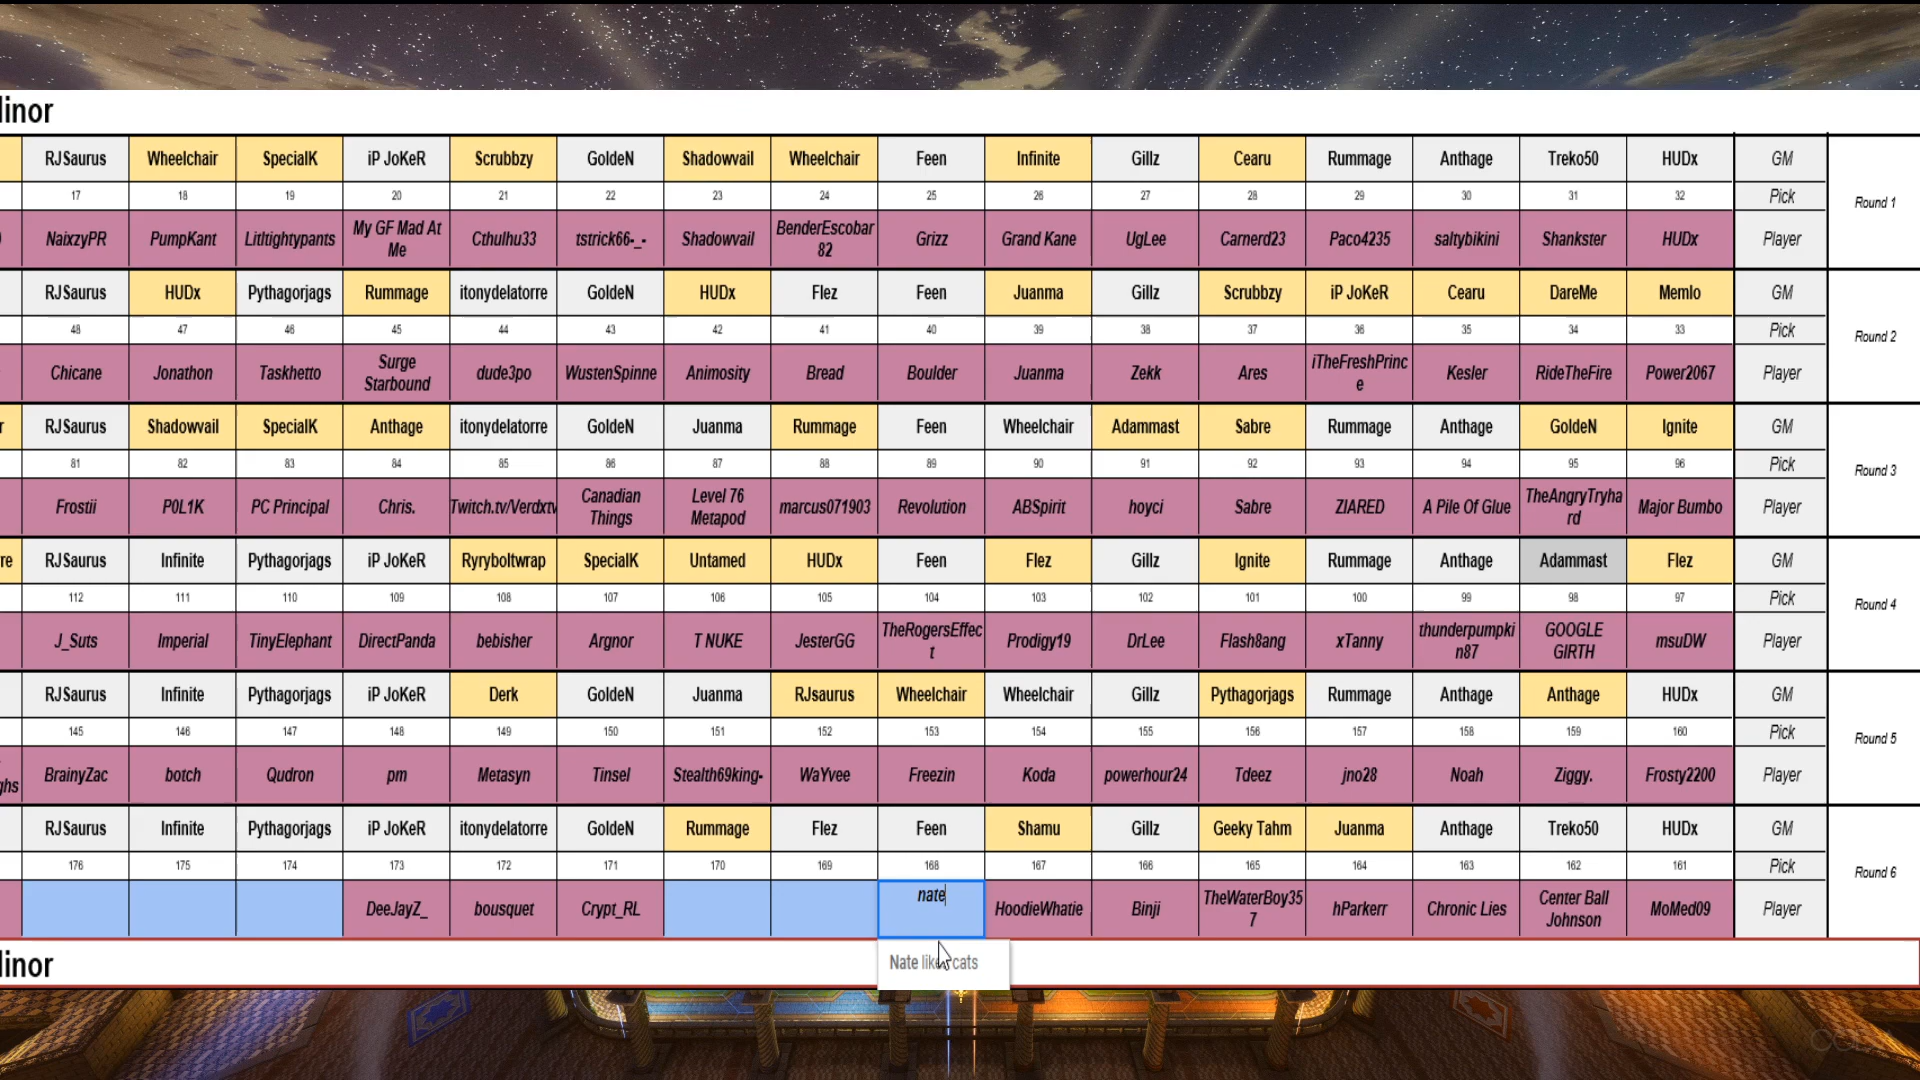 RJSaurus Wheelchair SpecialK iP JoKeR Scrubbzy GoldeN Shadowvail Wheelchair Feen Infinite Gillz Cearu Rummage Anthage Treko50 HUDx GM
17 18 19 20 21 22 23 24 25 26 27 28 29 30 31 32 Pick Round 1
NaixzyPR PumpKant Litltightypants My GF Mad At Me Cthulhu33 tstrick66-_- Shadowvail BenderEscobar82 Grizz Grand Kane UgLee Carnerd23 Paco4235 saltybikini Shankster HUDx Player
RJSaurus HUDx Pythagorjags Rummage itonydelatorre GoldeN HUDx Flez Feen Juanma Gillz Scrubbzy iP JoKeR Cearu DareMe Memlo GM
48 47 46 45 44 43 42 41 40 39 38 37 36 35 34 33 Pick Round 2
Chicane Jonathon Taskhetto Surge Starbound dude3po WustenSpinne Animosity Bread Boulder Juanma Zekk Ares iTheFreshPrince Kesler RideTheFire Power2067 Player
RJSaurus Shadowvail SpecialK Anthage itonydelatorre GoldeN Juanma Rummage Feen Wheelchair Adammast Sabre Rummage Anthage GoldeN Ignite GM
81 82 83 84 85 86 87 88 89 90 91 92 93 94 95 96 Pick Round 3
Frostii P0L1K PC Principal Chris. Twitch.tv/Verdxtv Canadian Things Level 76 Metapod marcus071903 Revolution ABSpirit hoyci Sabre ZIARED A Pile Of Glue TheAngryTryhard Major Bumbo Player
re RJSaurus Infinite Pythagorjags iP JoKeR Ryryboltwrap SpecialK Untamed HUDx Feen Flez Gillz Ignite Rummage Anthage Adammast Flez GM
112 111 110 109 108 107 106 105 104 103 102 101 100 99 98 97 Pick Round 4
J_Suts Imperial TinyElephant DirectPanda bebisher Argnor T NUKE JesterGG TheRogersEffect Prodigy19 DrLee Flash8ang xTanny thunderpumpkin87 GOOGLE GIRTH msuDW Player
RJSaurus Infinite Pythagorjags iP JoKeR Derk GoldeN Juanma RJsaurus Wheelchair Wheelchair Gillz Pythagorjags Rummage Anthage Anthage HUDx GM
145 146 147 148 149 150 151 152 153 154 155 156 157 158 159 160 Pick Round 5
ghs BrainyZac botch Qudron pm Metasyn Tinsel Stealth69king- WaYvee Freezin Koda powerhour24 Tdeez jno28 Noah Ziggy. Frosty2200 Player
RJSaurus Infinite Pythagorjags iP JoKeR itonydelatorre GoldeN Rummage Flez Feen Shamu Gillz Geeky Tahm Juanma Anthage Treko50 HUDx GM
176 175 174 173 172 171 170 169 168 167 166 165 164 163 162 161 Pick Round 6
DeeJayZ_ bousquet Crypt_RL nate HoodieWhatie Binji TheWaterBoy357 hParkerr Chronic Lies Center Ball Johnson MoMed09 Player
Nate likes cats